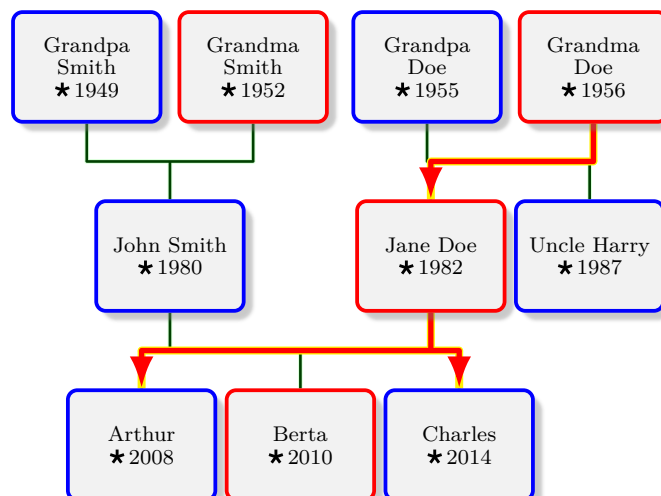 Grandpa
Smith
★ 1949
Grandma
Smith
★ 1952
Grandpa
Doe
★ 1955
Grandma
Doe
★ 1956
John Smith
★ 1980
Jane Doe
★ 1982
Uncle Harry
★ 1987
Arthur
★ 2008
Berta
★ 2010
Charles
★ 2014